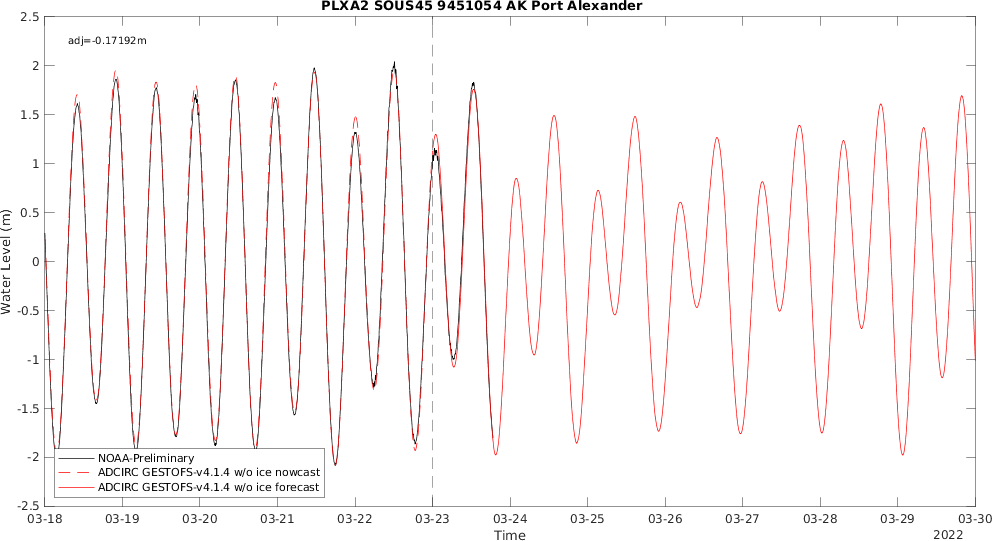 PLXA2 SOUS45 9451054 AK Port Alexander
adj=-0.17192m
2.5
2
1.5
1
0.5
0
-0.5
-1
-1.5
-2
-2.5
Water Level (m)
NOAA-Preliminary
ADCIRC GESTOFS-v4.1.4 w/o ice nowcast
ADCIRC GESTOFS-v4.1.4 w/o ice forecast
03-18 03-19 03-20 03-21 03-22 03-23 03-24 03-25 03-26 03-27 03-28 03-29 03-30
Time
2022